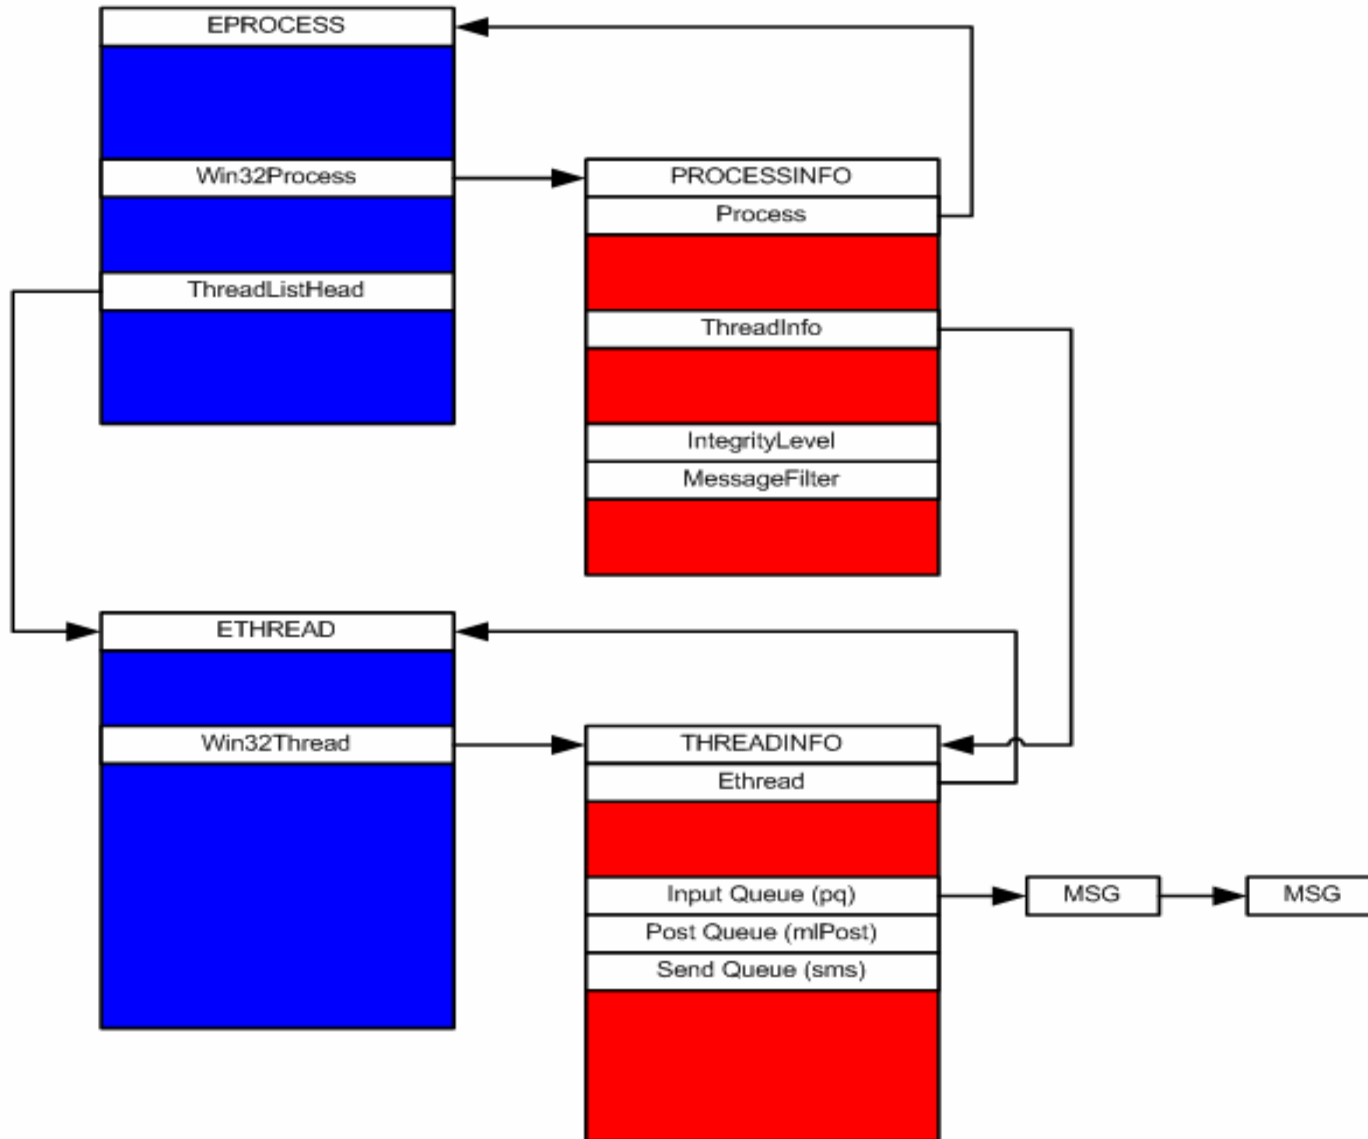 EPROCESS
Win32Process
ThreadListHead
PROCESSINFO
Process
ThreadInfo
IntegrityLevel
MessageFilter
ETHREAD
Win32Thread
THREADINFO
Ethread
Input Queue (pq)
Post Queue (mlPost)
Send Queue (sms)
MSG
MSG